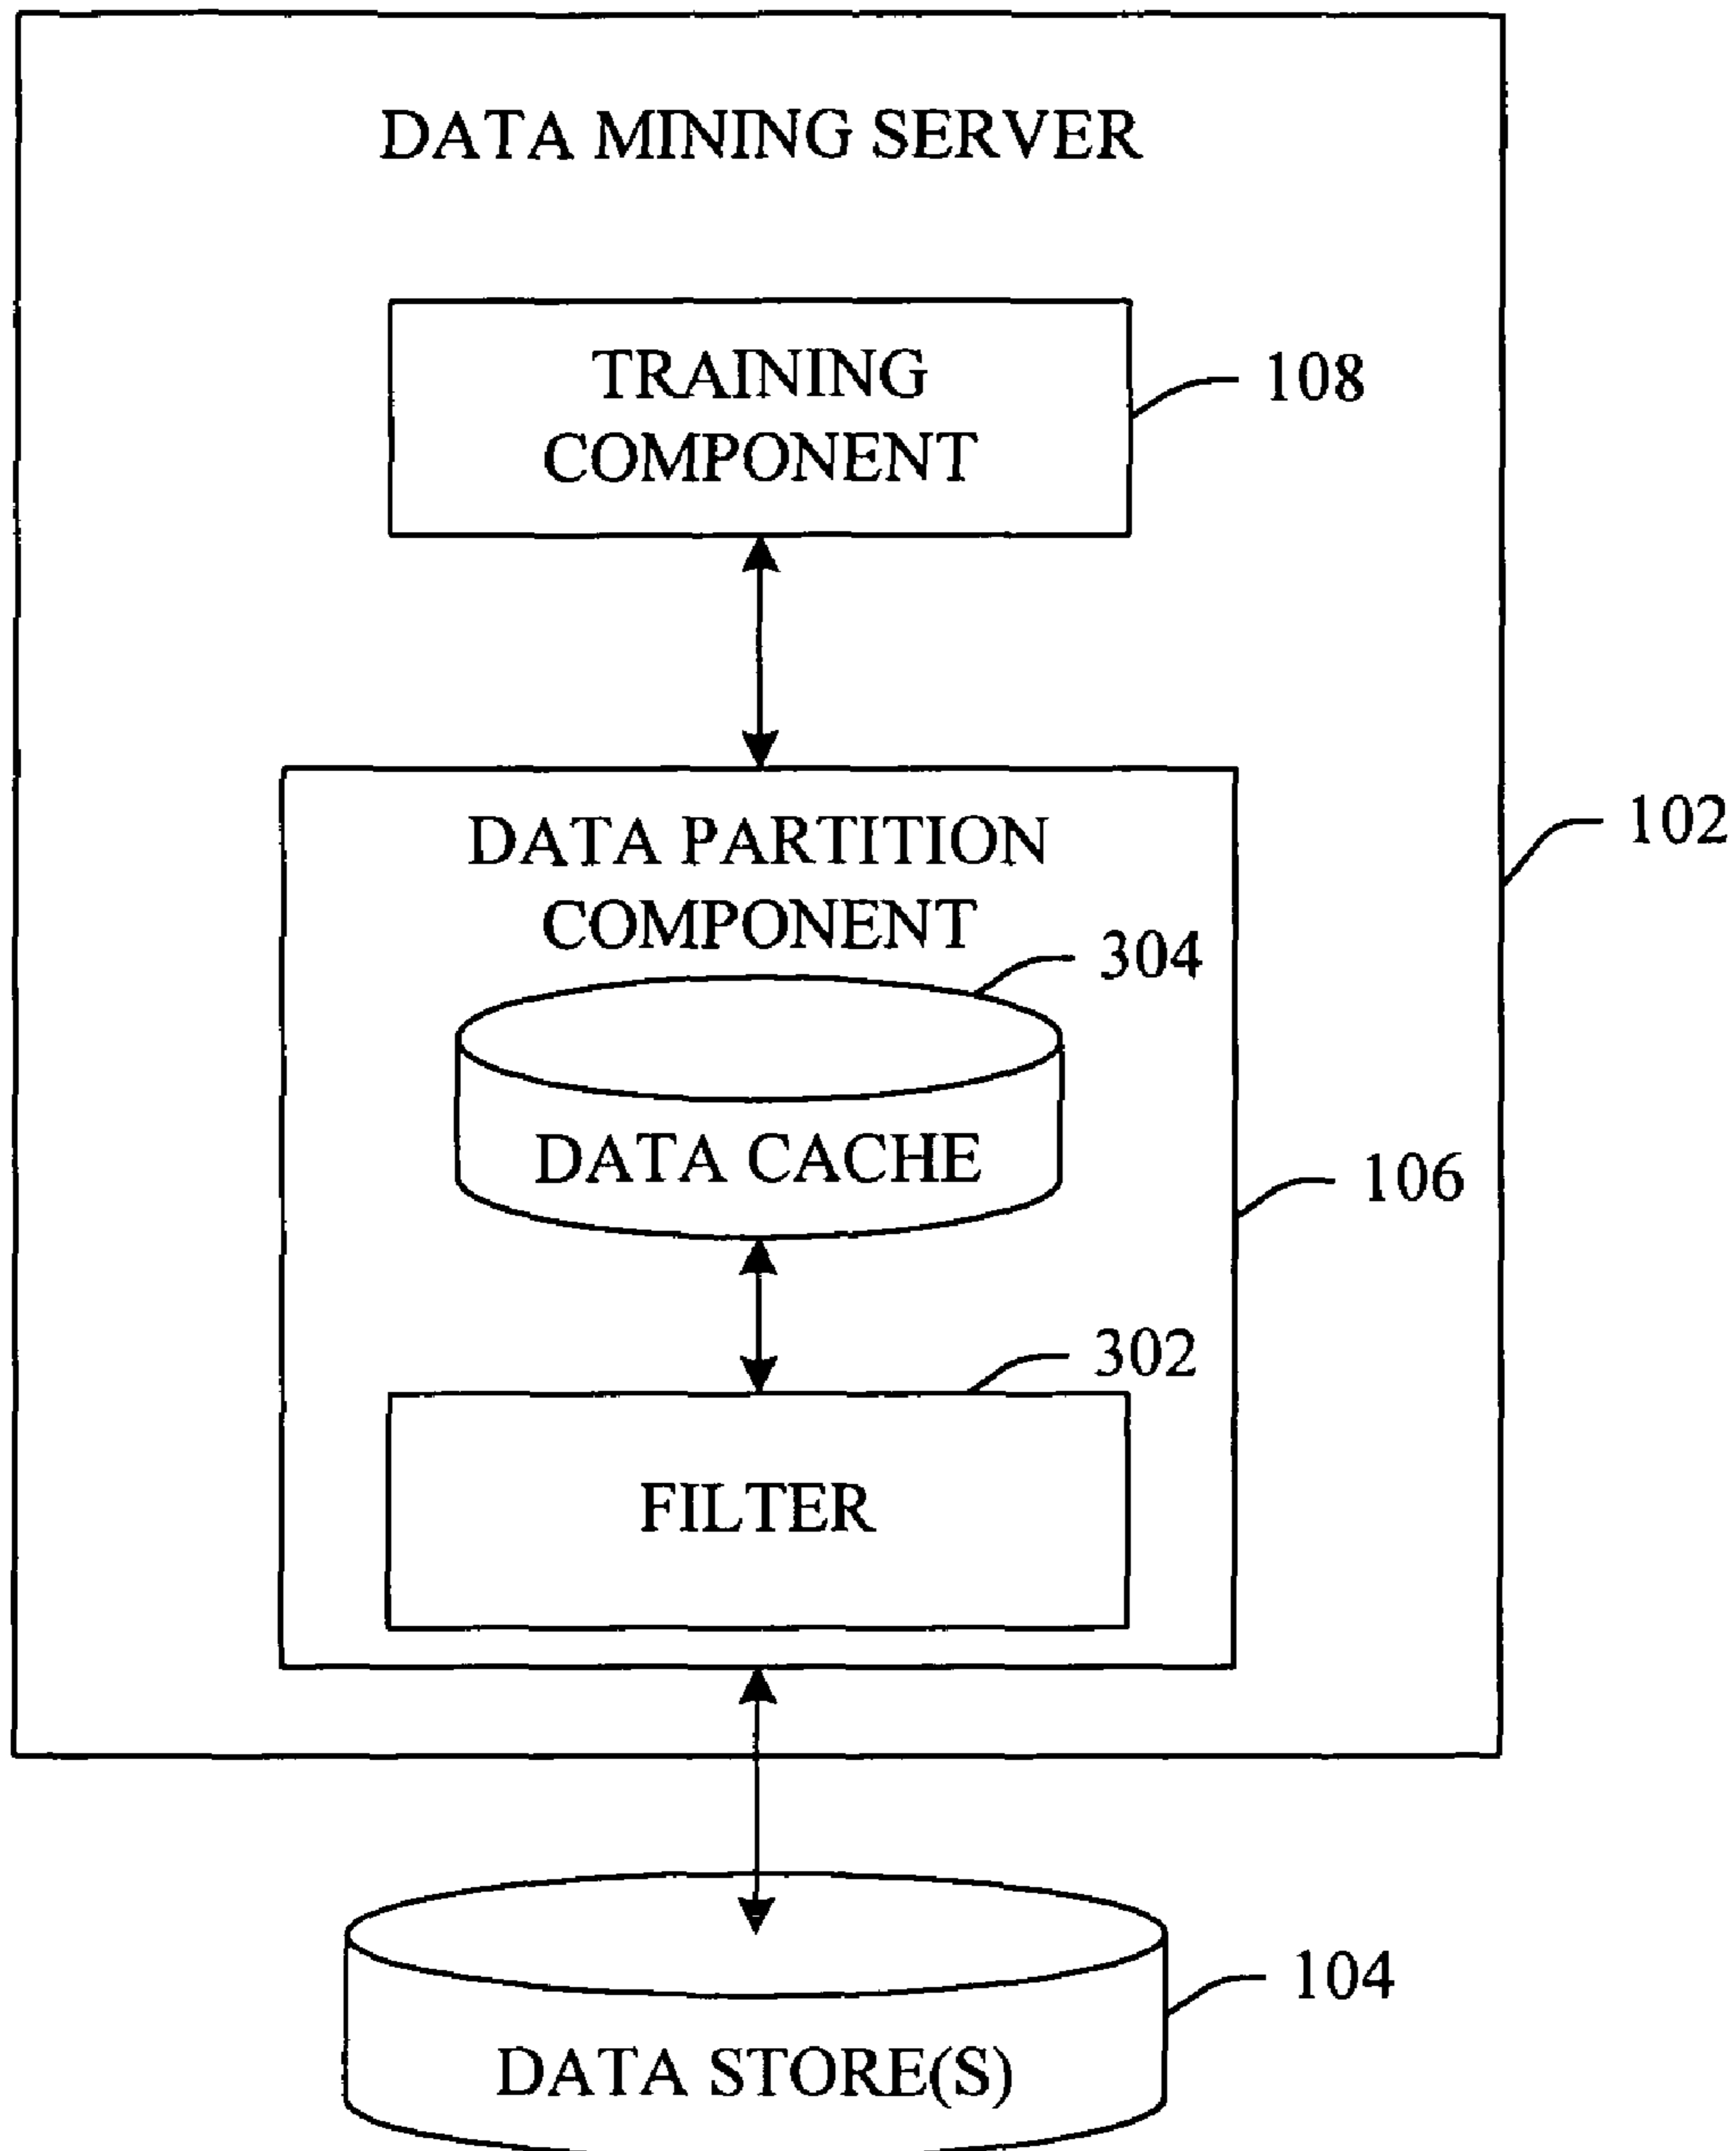 DATA MINING SERVER
TRAINING
COMPONENT
108
DATA PARTITION
COMPONENT
102
304
DATA CACHE
106
302
FILTER
104
DATA STORE(S)